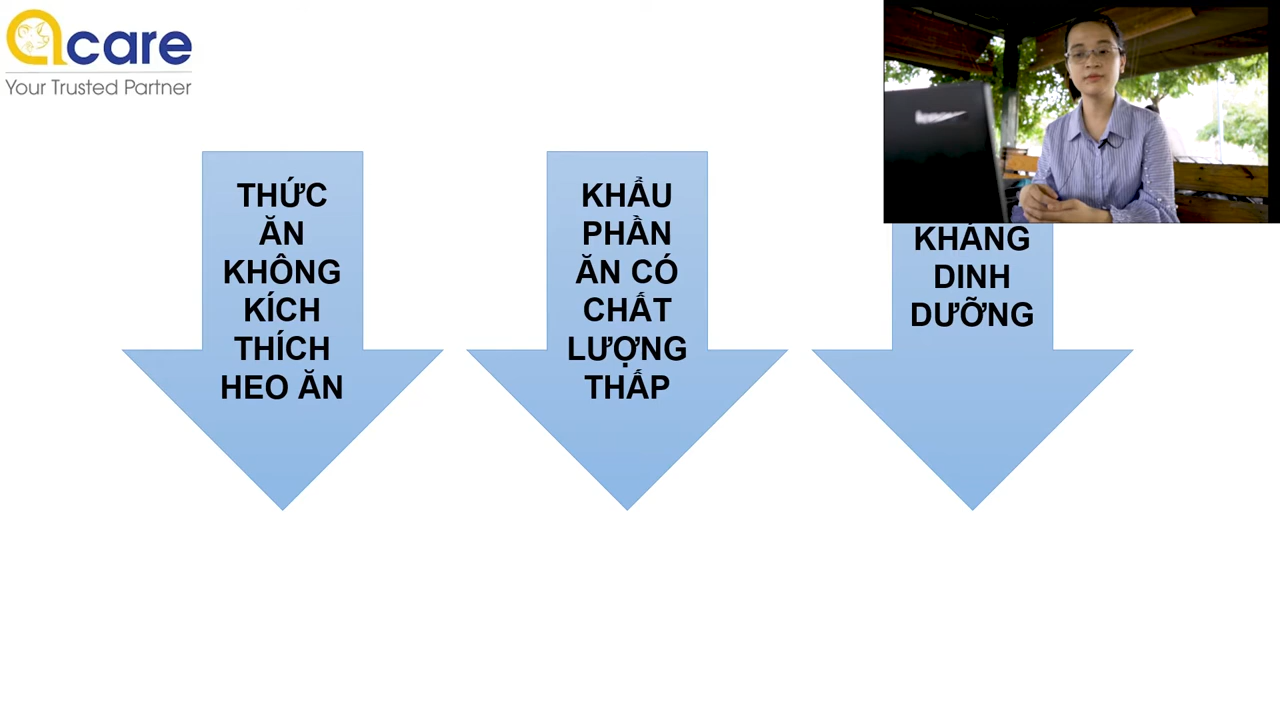 acare
Your Trusted Partner
THỨC
ĂN
KHÔNG
KÍCH
THÍCH
HEO ĂN
KHẨU
PHẦN
ĂN CÓ
CHẤT
LƯỢNG
THẤP
KHÁNG
DINH
DƯỠNG
lenovo